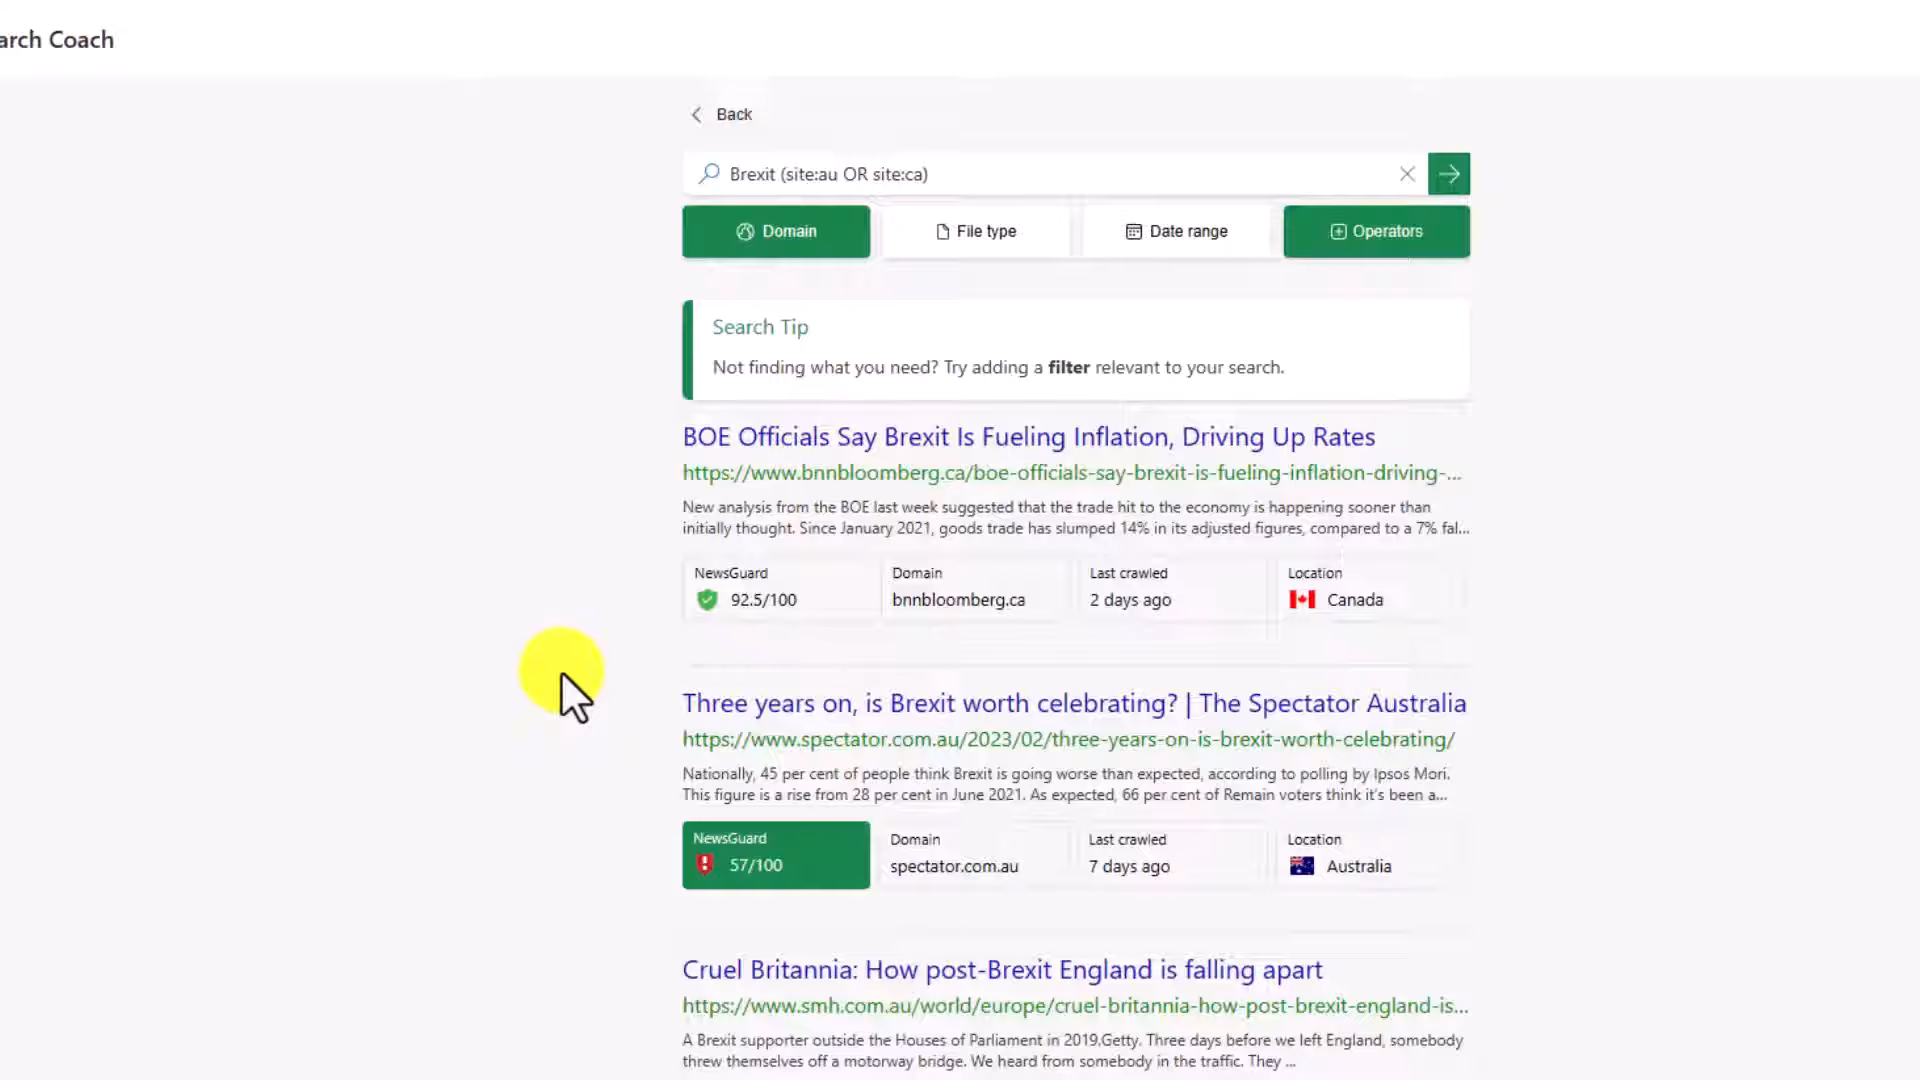 arch Coach
Back
Brexit (site:au OR site:ca)
Domain
File type
Date range
Operators
Search Tip
Not finding what you need? Try adding a filter relevant to your search.
BOE Officials Say Brexit Is Fueling Inflation, Driving Up Rates
https://www.bnnbloomberg.ca/boe-officials-say-brexit-is-fueling-inflation-driving-...
New analysis from the BOE last week suggested that the trade hit to the economy is happening sooner than
initially thought. Since January 2021, goods trade has slumped 14% in its adjusted figures, compared to a 7% fal...
NewsGuard
92.5/100
Domain
bnnbloomberg.ca
Last crawled
2 days ago
Location
Canada
Three years on, is Brexit worth celebrating? | The Spectator Australia
https://www.spectator.com.au/2023/02/three-years-on-is-brexit-worth-celebrating/
Nationally, 45 per cent of people think Brexit is going worse than expected, according to polling by Ipsos Mori.
This figure is a rise from 28 per cent in June 2021. As expected, 66 per cent of Remain voters think it's been a...
NewsGuard
57/100
Domain
spectator.com.au
Last crawled
7 days ago
Location
Australia
Cruel Britannia: How post-Brexit England is falling apart
https://www.smh.com.au/world/europe/cruel-britannia-how-post-brexit-england-is...
A Brexit supporter outside the Houses of Parliament in 2019.Getty. Three days before we left England, somebody
threw themselves off a motorway bridge. We heard from somebody in the traffic. They ...